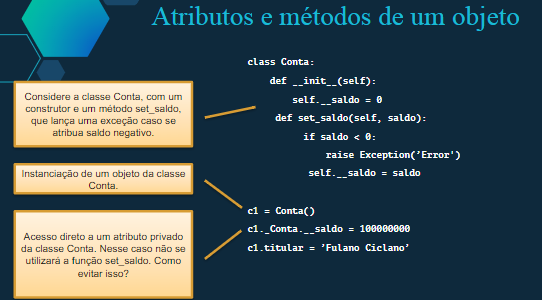 Atributos e métodos de um objeto
class Conta:
def __init__(self):
self.__saldo = 0
def set_saldo(self, saldo):
if saldo < 0:
raise Exception(’Error')
self.__saldo = saldo
Considere a classe Conta, com um
construtor e um método set_saldo,
que lança uma exceção caso se
atribua saldo negativo.
Instanciação de um objeto da classe
Conta.
c1 = Conta()
c1._Conta.__saldo = 100000000
c1.titular = ’Fulano Ciclano’
Acesso direto a um atributo privado
da classe Conta. Nesse caso não se
utilizará a função set_saldo. Como
evitar isso?